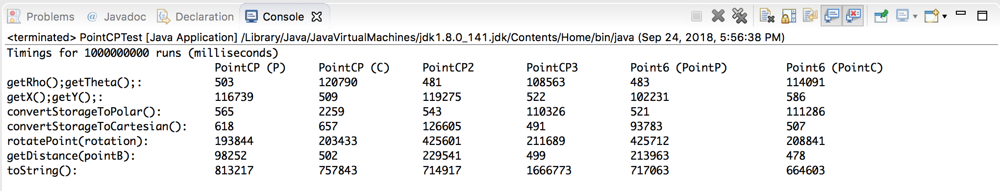 Problems @ Javadoc Declaration Console
<terminated> PointCPTest [Java Application] /Library/Java/JavaVirtualMachines/jdk1.8.0_141.jdk/Contents/Home/bin/java (Sep 24, 2018, 5:56:38 PM)
Timings for 1000000000 runs (milliseconds)
PointCP (P) PointCP (C) PointCP2 PointCP3 Point6 (PointP) Point6 (PointC)
getRho();getTheta();: 503 120790 481 108563 483 114091
getX();getY();: 116739 509 119275 522 102231 586
convertStorageToPolar(): 565 2259 543 110326 521 111286
convertStorageToCartesian(): 618 657 126605 491 93783 507
rotatePoint(rotation): 193844 203433 425601 211689 425712 208841
getDistance(pointB): 98252 502 229541 499 213963 478
toString(): 813217 757843 714917 1666773 717063 664603